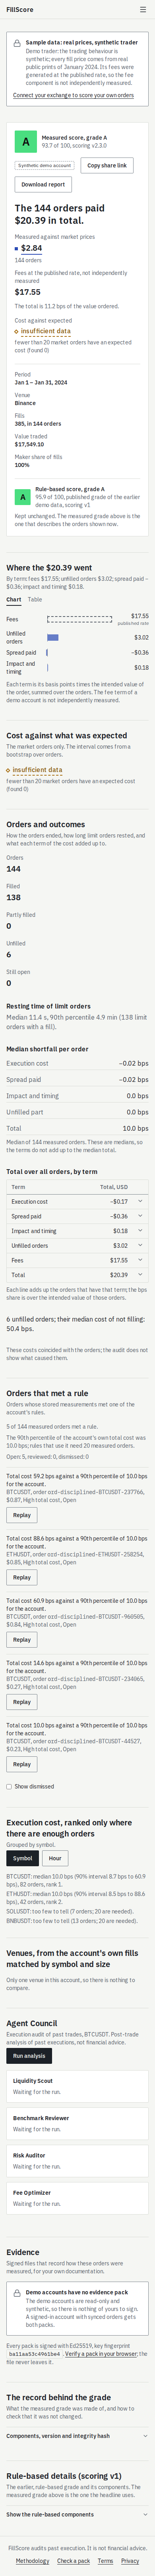 FillScore
Sample data: real prices, synthetic trader
Demo trader: the trading behaviour is
synthetic; every fill price comes from real
public prints of January 2024. Its fees were
generated at the published rate, so the fee
component is not independently measured.
Connect your exchange to score your own orders
A
Measured score, grade A
93.7 of 100, scoring v2.3.0
Synthetic demo account
Copy share link
Download report
The 144 orders paid
$20.39 in total.
Measured against market prices
$2.84
144 orders
Fees at the published rate, not independently
measured
$17.55
The total is 11.2 bps of the value ordered.
Cost against expected
insufficient data
fewer than 20 market orders have an expected
cost (found 0)
Period
Jan 1 – Jan 31, 2024
Venue
Binance
Fills
385, in 144 orders
Value traded
$17,549.10
Maker share of fills
100%
A
Rule-based score, grade A
95.9 of 100, published grade of the earlier
demo data, scoring v1
Kept unchanged. The measured grade above is the
one that describes the orders shown now.
Where the $20.39 went
By term: fees $17.55; unfilled orders $3.02; spread paid −
$0.36; impact and timing $0.18.
Chart
Table
Fees
$17.55
published rate
Unfilled
orders
$3.02
Spread paid
−$0.36
Impact and
timing
$0.18
Each term is its basis points times the intended value of
the order, summed over the orders. The fee term is of
a amount and is not independently measured.
Cost against what was expected
The market orders only. The interval comes from a
bootstrap over orders.
insufficient data
fewer than 20 market orders have an expected cost
(found 0)
Orders and outcomes
How the orders ended, how long limit orders rested, and
what each term of the cost added up to.
Orders
144
Filled
138
Partly filled
0
Unfilled
6
Still open
0
Resting time of limit orders
Median 11.4 s, 90th percentile 4.9 min (138 limit
orders with a fill).
Median shortfall per order
Execution cost
−0.02 bps
Spread paid
−0.02 bps
Impact and timing
0.0 bps
Unfilled part
0.0 bps
Total
10.0 bps
Median of 144 measured orders. These are medians, so
the terms do not add up to the median total.
Total over all orders, by term
Term
Total, USD
Execution cost
−$0.17
Spread paid
−$0.36
Impact and timing
$0.18
Unfilled orders
$3.02
Fees
$17.55
Total
$20.39
Each line adds up the orders that have that term; the bps
share is over the intended value of those orders.
6 unfilled orders; their median cost of not filling:
50.4 bps.
These costs coincided with the orders; the audit does not
show what caused them.
Orders that met a rule
Orders whose stored measurements met one of the
account's rules.
5 of 144 measured orders met a rule.
The 90th percentile of the account's own total cost was
10.0 bps; rules that use it need 20 measured orders.
Open: 5, reviewed: 0, dismissed: 0
Total cost 59.2 bps against a 90th percentile of 10.0 bps
for the account.
BTCUSDT, order ord-disciplined-BTCUSDT-237766,
$0.87, High total cost, Open
Replay
Total cost 88.6 bps against a 90th percentile of 10.0 bps
for the account.
ETHUSDT, order ord-disciplined-ETHUSDT-258254,
$0.85, High total cost, Open
Replay
Total cost 60.9 bps against a 90th percentile of 10.0 bps
for the account.
BTCUSDT, order ord-disciplined-BTCUSDT-960505,
$0.84, High total cost, Open
Replay
Total cost 14.6 bps against a 90th percentile of 10.0 bps
for the account.
BTCUSDT, order ord-disciplined-BTCUSDT-234065,
$0.27, High total cost, Open
Replay
Total cost 10.0 bps against a 90th percentile of 10.0 bps
for the account.
BTCUSDT, order ord-disciplined-BTCUSDT-44527,
$0.23, High total cost, Open
Replay
Show dismissed
Execution cost, ranked only where
there are enough orders
Grouped by symbol.
Symbol
Hour
BTCUSDT: median 10.0 bps (90% interval 8.7 bps to 60.9
bps), 82 orders, rank 1.
ETHUSDT: median 10.0 bps (90% interval 8.5 bps to 88.6
bps), 42 orders, rank 2.
SOLUSDT: too few to tell (7 orders; 20 are needed).
BNBUSDT: too few to tell (13 orders; 20 are needed).
Venues, from the account's own fills
matched by symbol and size
Only one venue in this account, so there is nothing to
compare.
Agent Council
Execution audit of past trades, BTCUSDT. Post-trade
analysis of past executions, not financial advice.
Run analysis
Liquidity Scout
Waiting for the run.
Benchmark Reviewer
Waiting for the run.
Risk Auditor
Waiting for the run.
Fee Optimizer
Waiting for the run.
Evidence
Signed files that record how these orders were
measured, for your own documentation.
Demo accounts have no evidence pack
The demo accounts are read-only and
synthetic, so there is nothing of yours to sign.
A signed-in account with synced orders gets
both packs.
Every pack is signed with Ed25519, key fingerprint
. Verify a pack in your browser; the
file never leaves it.
The record behind the grade
What the measured grade was made of, and how to
check that it was not changed.
Components, version and integrity hash
Rule-based details (scoring v1)
The earlier, rule-based grade and its components. The
measured grade above is the one the headline uses.
Show the rule-based components
FillScore audits past execution. It is not financial advice.
Methodology
Check a pack
Terms
Privacy